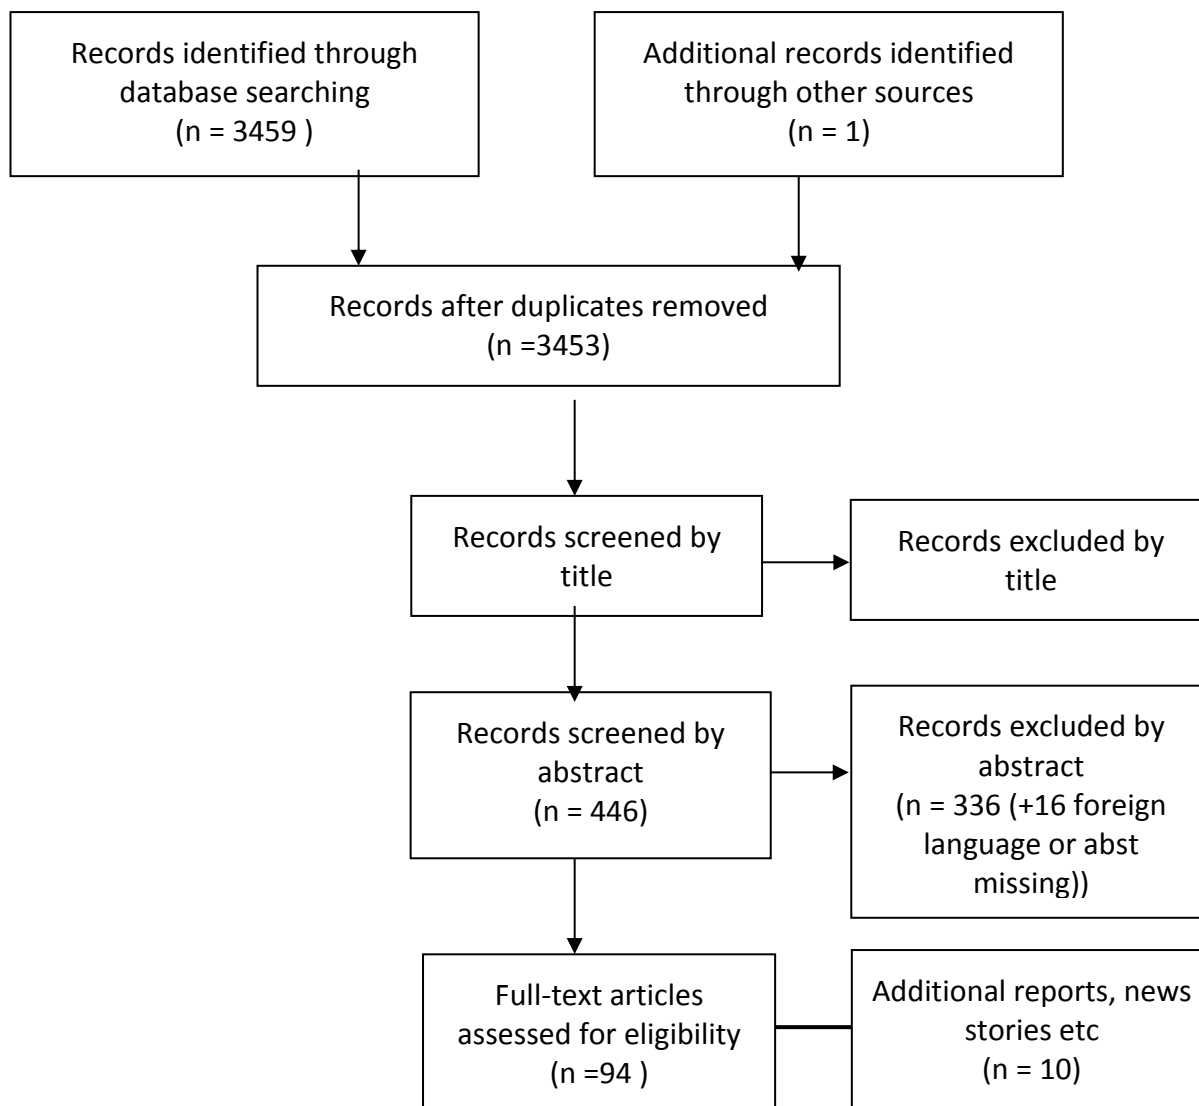 Records identified through
database searching
(n = 3459 )
Additional records identified
through other sources
(n = 1)
Records after duplicates removed
(n =3453)
Records screened by
title
Records excluded by
title
Records screened by
abstract
(n = 446)
Records excluded by
abstract
(n = 336 (+16 foreign
language or abst
missing))
Full-text articles
assessed for eligibility
(n =94 )
Additional reports, news
stories etc
(n = 10)